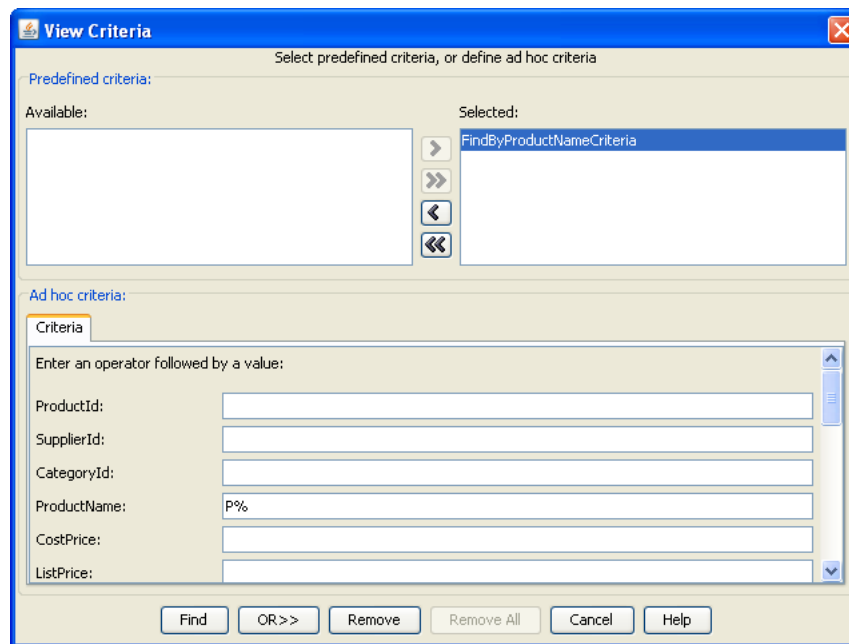 View Criteria
Select predefined criteria, or define ad hoc criteria
Predefined criteria:
Available:
Selected:
FindByProductNameCriteria
Ad hoc criteria:
Criteria
Enter an operator followed by a value:
ProductId:
SupplierId:
CategoryId:
ProductName: P%
CostPrice:
ListPrice:
Find OR>> Remove Remove All Cancel Help